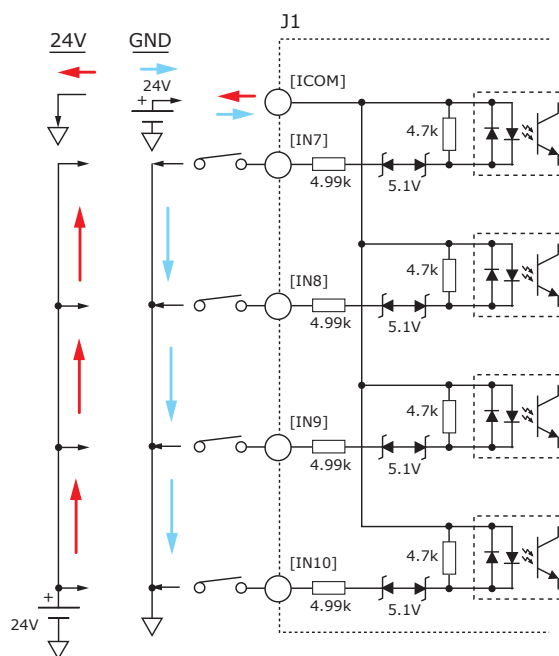 J1
24V GND
24V
+
[ICOM]
4.7k
[IN7]
4.99k
5.1V
[IN8]
4.7k
4.99k
5.1V
[IN9]
4.7k
4.99k
5.1V
[IN10]
4.7k
4.99k
5.1V
+
24V